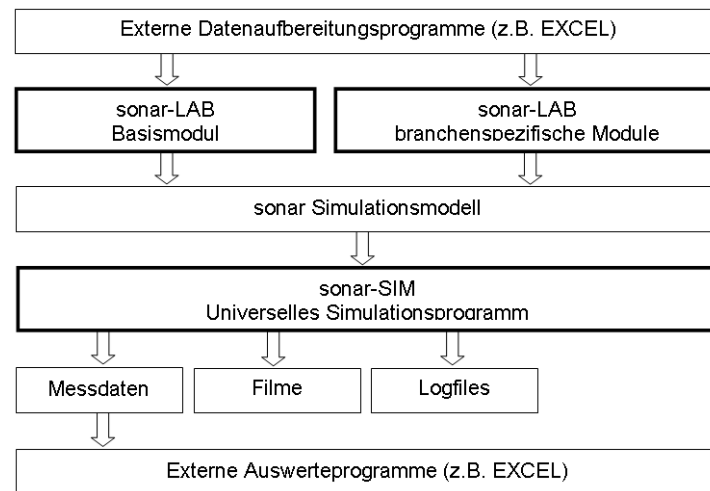 Externe Datenaufbereitungsprogramme (z.B. EXCEL)
sonar-LAB
Basismodul
sonar-LAB
branchenspezifische Module
sonar Simulationsmodell
sonar-SIM
Universelles Simulationsprogramm
Messdaten
Filme
Logfiles
Externe Auswerteprogramme (z.B. EXCEL)